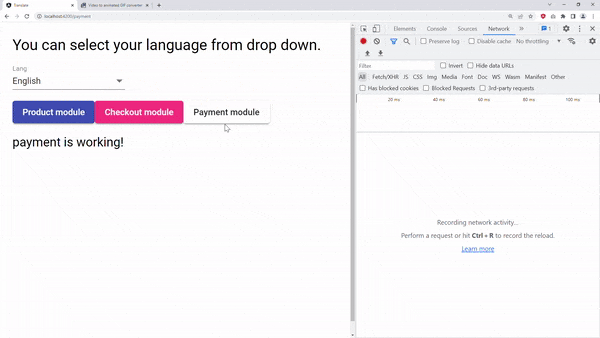 Translate
Video to animated GIF converter
localhost:4200/payment
You can select your language from drop down.
Lang
English
Product module
Checkout module
Payment module
payment is working!
Elements
Console
Sources
Network
1
Preserve log
Disable cache
No throttling
Filter
Invert
Hide data URLs
All
Fetch/XHR
JS
CSS
Img
Media
Font
Doc
WS
Wasm
Manifest
Other
Has blocked cookies
Blocked Requests
3rd-party requests
20 ms
40 ms
60 ms
80 ms
100 ms
Recording network activity…
Perform a request or hit Ctrl + R to record the reload.
Learn more